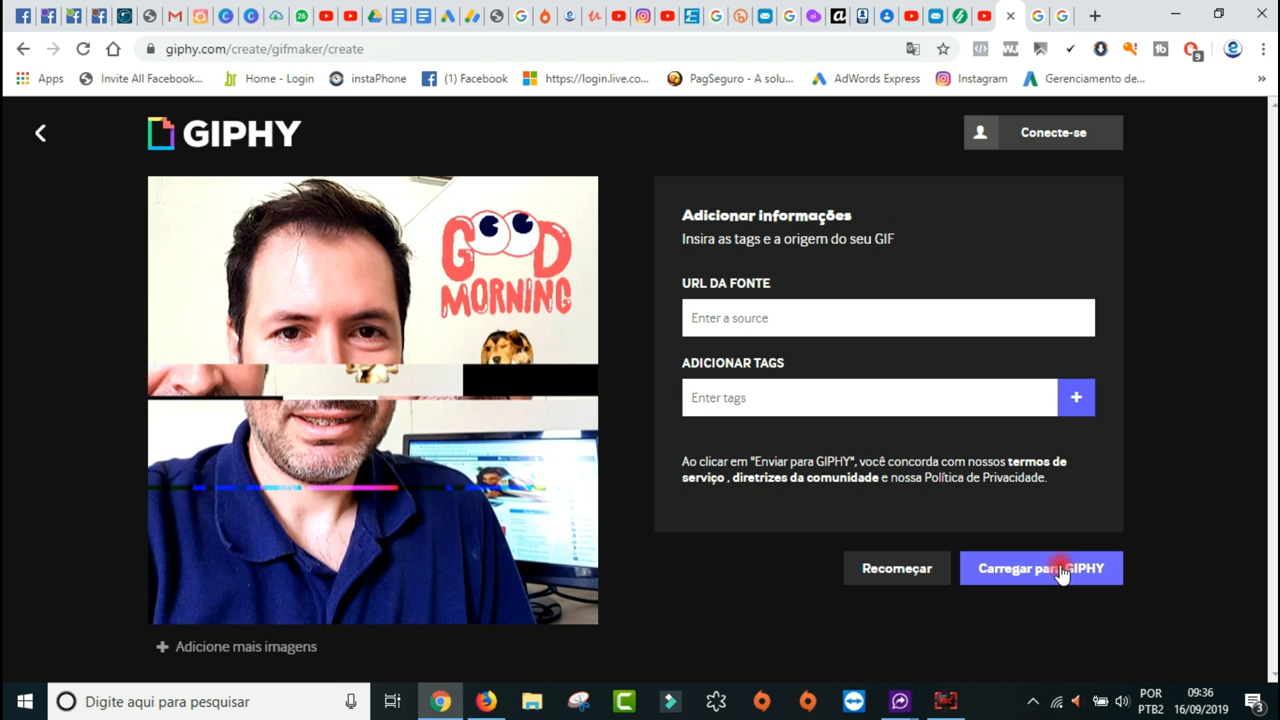 26
giphy.com/create/gifmaker/create
9
Apps
Invite All Facebook...
Home - Login
instaPhone
(1) Facebook
https://login.live.co...
PagSeguro - A solu...
AdWords Express
Instagram
Gerenciamento de...
»
GIPHY
Conecte-se
GOOD
MORNING
Adicionar informações
Insira as tags e a origem do seu GIF
URL DA FONTE
Enter a source
ADICIONAR TAGS
Enter tags
+
Ao clicar em "Enviar para GIPHY", você concorda com nossos termos de
serviço , diretrizes da comunidade e nossa Política de Privacidade.
Recomeçar
Carregar para GIPHY
+ Adicione mais imagens
Digite aqui para pesquisar
POR
PTB2
09:36
16/09/2019
3